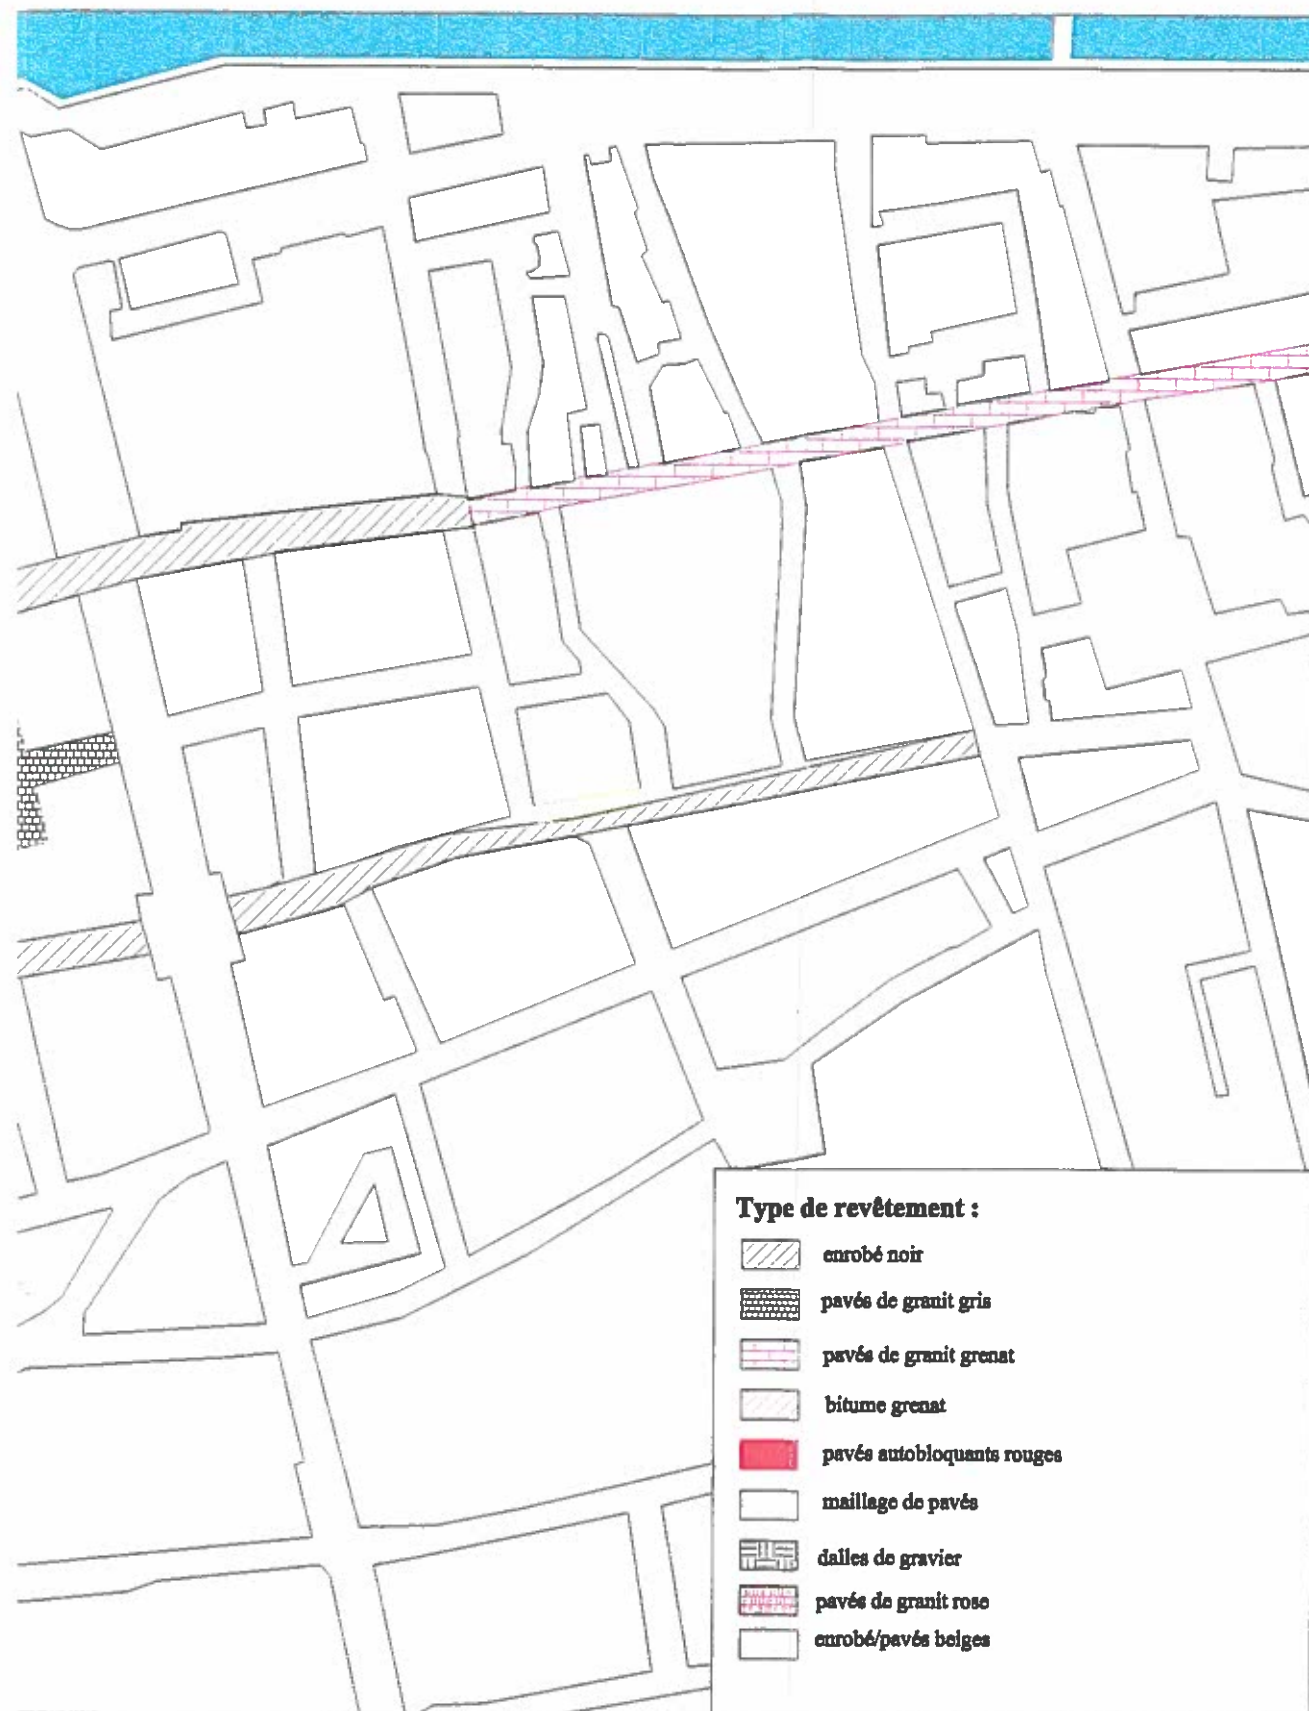 Type de revêtement :
enrobé noir
pavés de granit gris
pavés de granit grenat
bitume grenat
pavés autobloquants rouges
maillage de pavés
dalles de gravier
pavés de granit rose
enrobé/pavés beiges